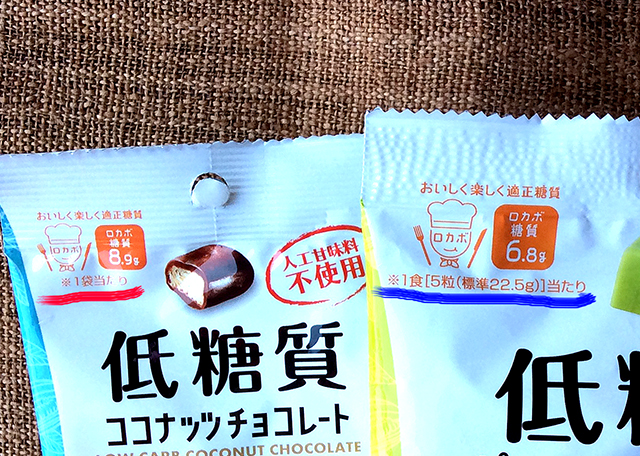 おいしく楽しく適正糖質
ロカボ
ロカボ
糖質
8.9g
※1袋当たり
人工甘味料
不使用
低糖質
ココナッツチョコレート
LOW CARB COCONUT CHOCOLATE
おいしく楽しく適正糖質
ロカボ
ロカボ
糖質
6.8g
※1食[5粒(標準22.5g)]当たり
低